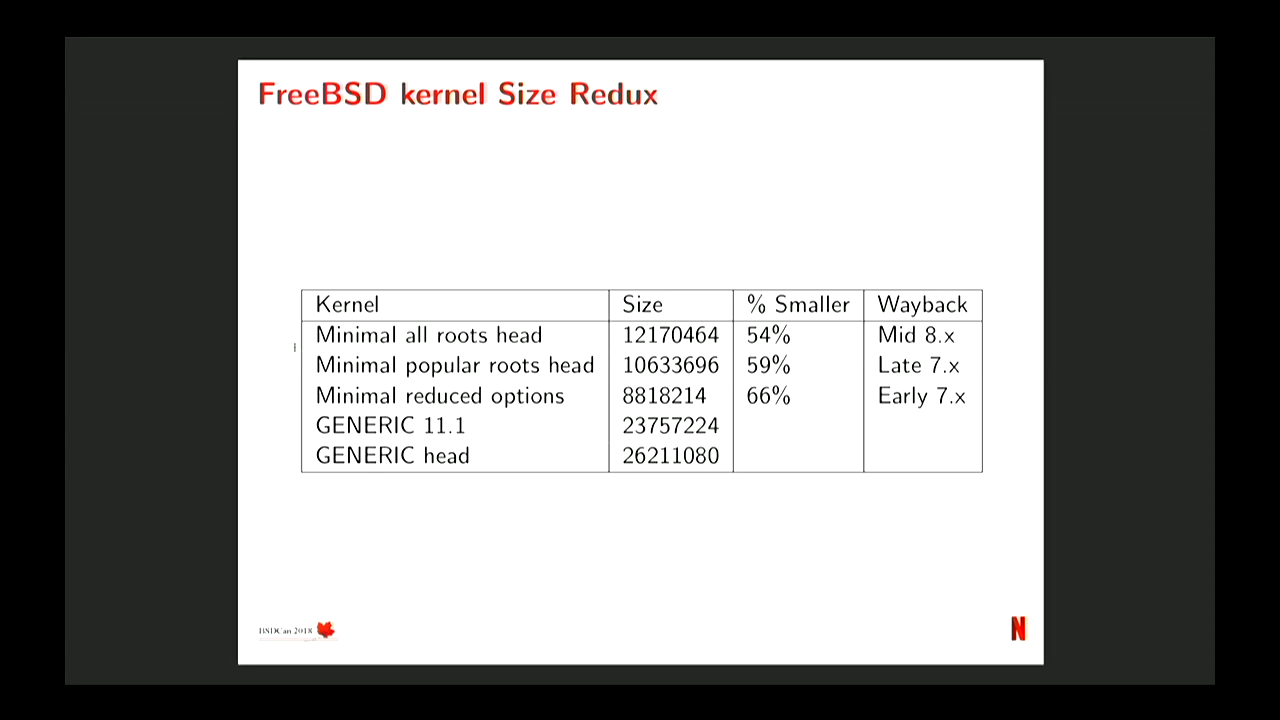 FreeBSD kernel Size Redux
Kernel Size % Smaller Wayback
Minimal all roots head 12170464 54% Mid 8.x
Minimal popular roots head 10633696 59% Late 7.x
Minimal reduced options 8818214 66% Early 7.x
GENERIC 11.1 23757224
GENERIC head 26211080
BSDCan 2018
N